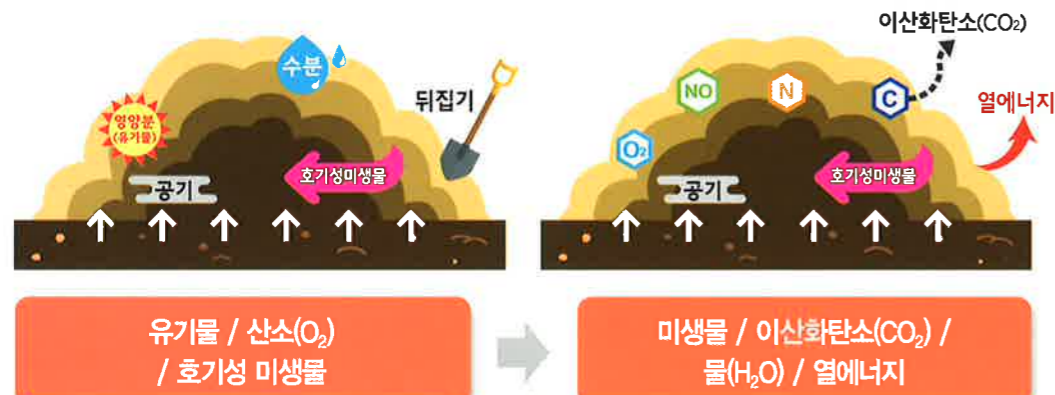 수분
뒤집기
영양분
(유기물)
호기성미생물
공기
이산화탄소(CO₂)
NO
N
C
열에너지
O₂
호기성미생물
공기
유기물 / 산소(O₂)
/ 호기성 미생물
미생물 / 이산화탄소(CO₂) /
물(H₂O) / 열에너지